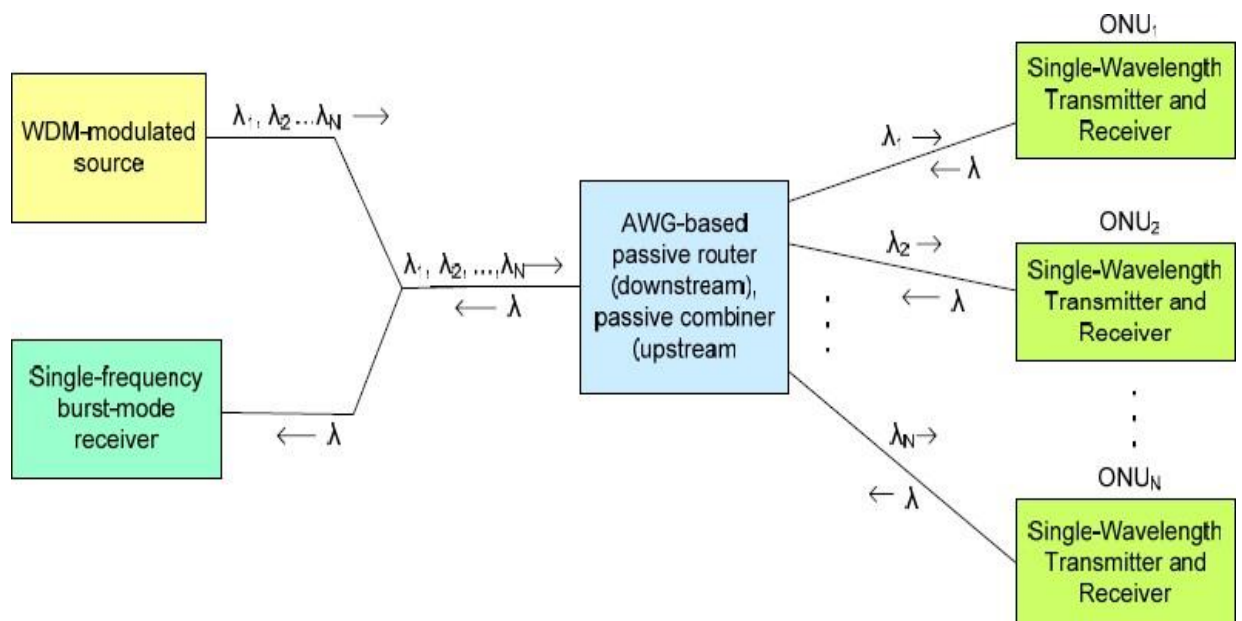 WDM-modulated
source
λ₁, λ₂...λN →
Single-frequency
burst-mode
receiver
← λ
λ₁, λ₂,...,λN →
← λ
AWG-based
passive router
(downstream),
passive combiner
(upstream
λ₁ →
← λ
λ₂ →
← λ
λN →
← λ
ONU₁
Single-Wavelength
Transmitter and
Receiver
ONU₂
Single-Wavelength
Transmitter and
Receiver
ONUN
Single-Wavelength
Transmitter and
Receiver